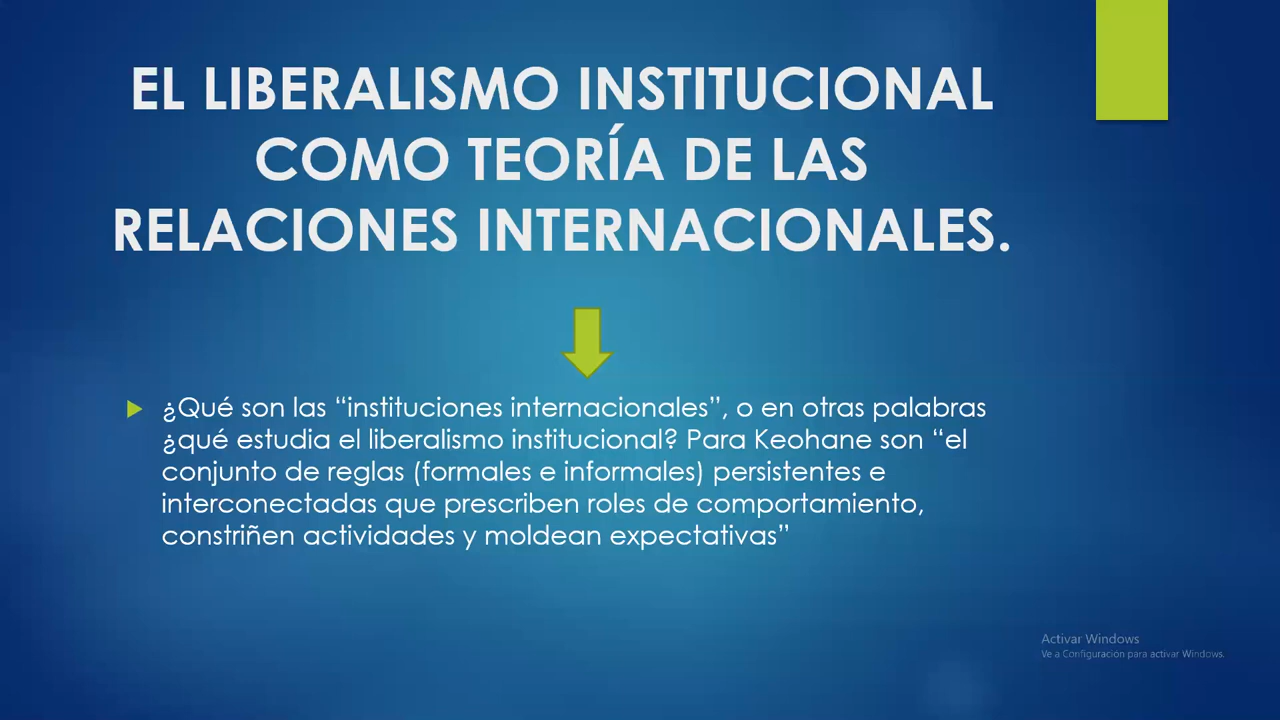 EL LIBERALISMO INSTITUCIONAL
COMO TEORÍA DE LAS
RELACIONES INTERNACIONALES.
¿Qué son las “instituciones internacionales”, o en otras palabras
¿qué estudia el liberalismo institucional? Para Keohane son “el
conjunto de reglas (formales e informales) persistentes e
interconectadas que prescriben roles de comportamiento,
constriñen actividades y moldean expectativas”
Activar Windows
Ve a Configuración para activar Windows.